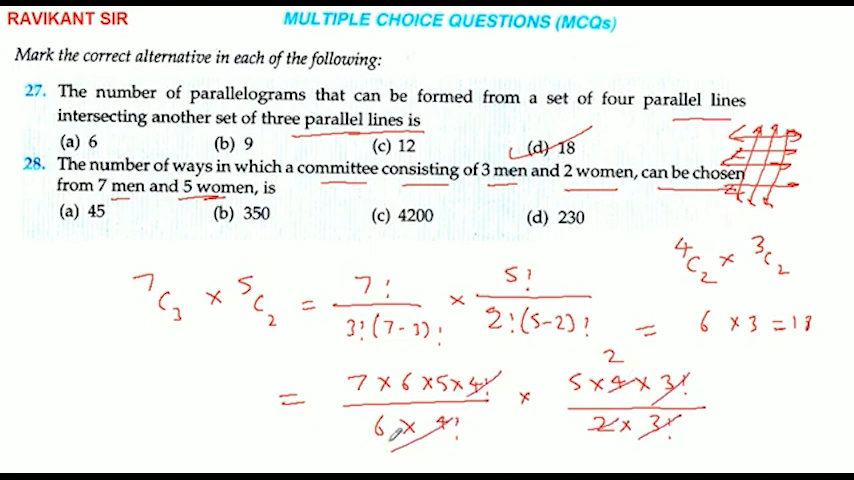 RAVIKANT SIR
MULTIPLE CHOICE QUESTIONS (MCQs)
Mark the correct alternative in each of the following:
27. The number of parallelograms that can be formed from a set of four parallel lines
intersecting another set of three parallel lines is
(a) 6 (b) 9 (c) 12 (d) 18
28. The number of ways in which a committee consisting of 3 men and 2 women, can be chosen
from 7 men and 5 women, is
(a) 45 (b) 350 (c) 4200 (d) 230
⁴C₂ × ³C₂
= 6 × 3 = 18
⁷C₃ × ⁵C₂ = 7! / 3!(7-3)! × 5! / 2!(5-2)!
= 7 × 6 × 5 × 4! / 6 × 4! × 5 × 4 × 3! / 2 × 3!
2